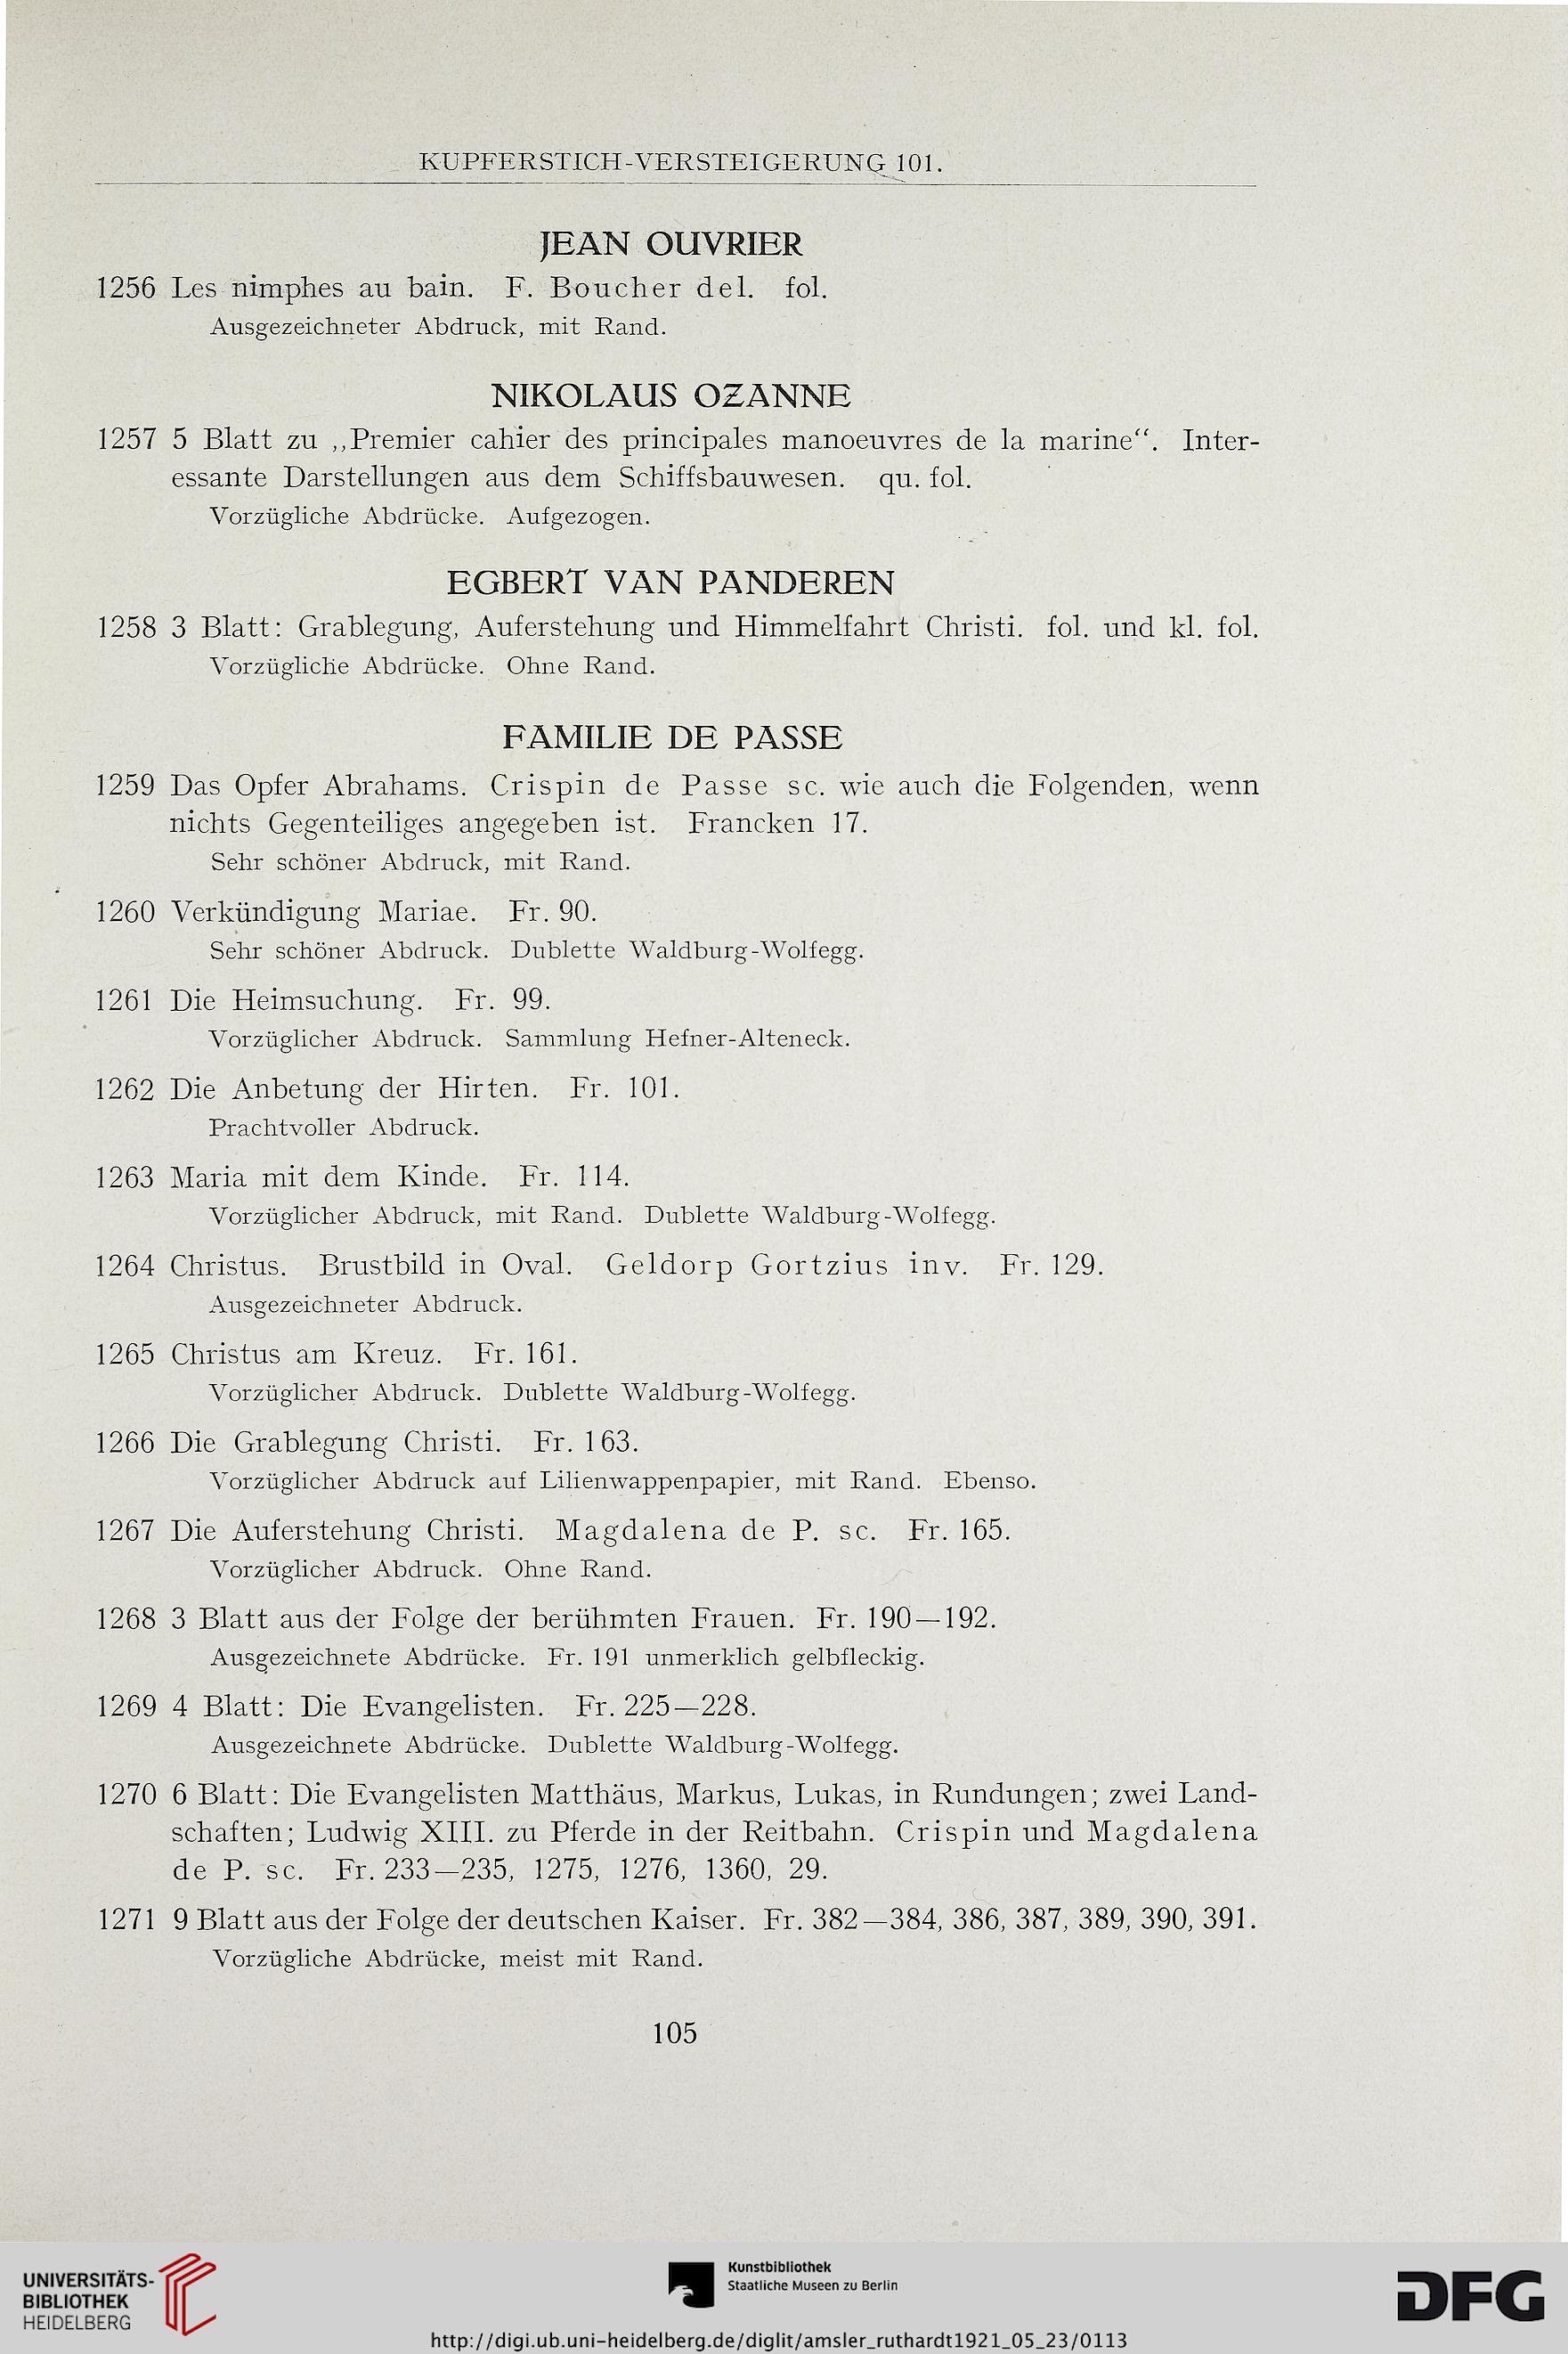 KUPFERSTICH-VERSTEIGERUNG 101.
JEAN OUVRIER
1256 Les nimphes au bain. F. Boucher del. fol.
Ausgezeichneter Abdruck, mit Rand.
NIKOLAUS OZANNE
1257 5 Blatt zu ,,Premier cahier des principales manoeuvres de la marine“. Inter-
essante Darstellungen aus dem Schiffsbauwesen. qu. fol.
Vorzügliche Abdrücke. Aufgezogen.
EGBERT VAN PANDEREN
1258 3 Blatt: Grablegung, Auferstehung und Himmelfahrt Christi. fol. und kl. fol.
Vorzügliche Abdrücke. Ohne Rand.
FAMILIE DE PASSE
1259 Das Opfer Abrahams. Crispin de Passe sc. wie auch die Folgenden, wenn
nichts Gegenteiliges angegeben ist. Francken 17.
Sehr schöner Abdruck, mit Rand.
1260 Verkündigung Mariae. Fr. 90.
Sehr schöner Abdruck. Dublette Waldburg-Wolfegg.
1261 Die Heimsuchung. Fr. 99.
Vorzüglicher Abdruck. Sammlung Hefner-Alteneck.
1262 Die Anbetung der Hirten. Fr. 101.
Prachtvoller Abdruck.
1263 Maria mit dem Kinde. Fr. 114.
Vorzüglicher Abdruck, mit Rand. Dublette Waldburg-Wolfegg.
1264 Christus. Brustbild in Oval. Geldorp Gortzius inv. Fr. 129.
Ausgezeichneter Abdruck.
1265 Christus am Kreuz. Fr. 161.
Vorzüglicher Abdruck. Dublette Waldburg-Wolfegg.
1266 Die Grablegung Christi. Fr. 163.
Vorzüglicher Abdruck auf Lilienwappenpapier, mit Rand. Ebenso.
1267 Die Auferstehung Christi. Magdalena de P. sc. Fr. 165.
Vorzüglicher Abdruck. Ohne Rand.
1268 3 Blatt aus der Folge der berühmten Frauen. Fr. 190—192.
Ausgezeichnete Abdrücke. Fr. 191 unmerklich gelbfleckig.
1269 4 Blatt: Die Evangelisten. Fr. 225—228.
Ausgezeichnete Abdrücke. Dublette Waldburg-Wolfegg.
1270 6 Blatt: Die Evangelisten Matthäus, Markus, Lukas, in Rundungen; zwei Land-
schaften; Ludwig XIII. zu Pferde in der Reitbahn. Crispin und Magdalena
de P. sc. Fr. 233—235, 1275, 1276, 1360, 29.
1271 9 Blatt aus der Folge der deutschen Kaiser. Fr. 382—384, 386, 387, 389, 390, 391.
Vorzügliche Abdrücke, meist mit Rand.
105
UNIVERSITÄTS-
BIBLIOTHEK
HEIDELBERG
Kunstbibliothek
Staatliche Museen zu Berlin
DFG
http://digi.ub.uni-heidelberg.de/diglit/amsler_ruthardt1921_05_23/0113